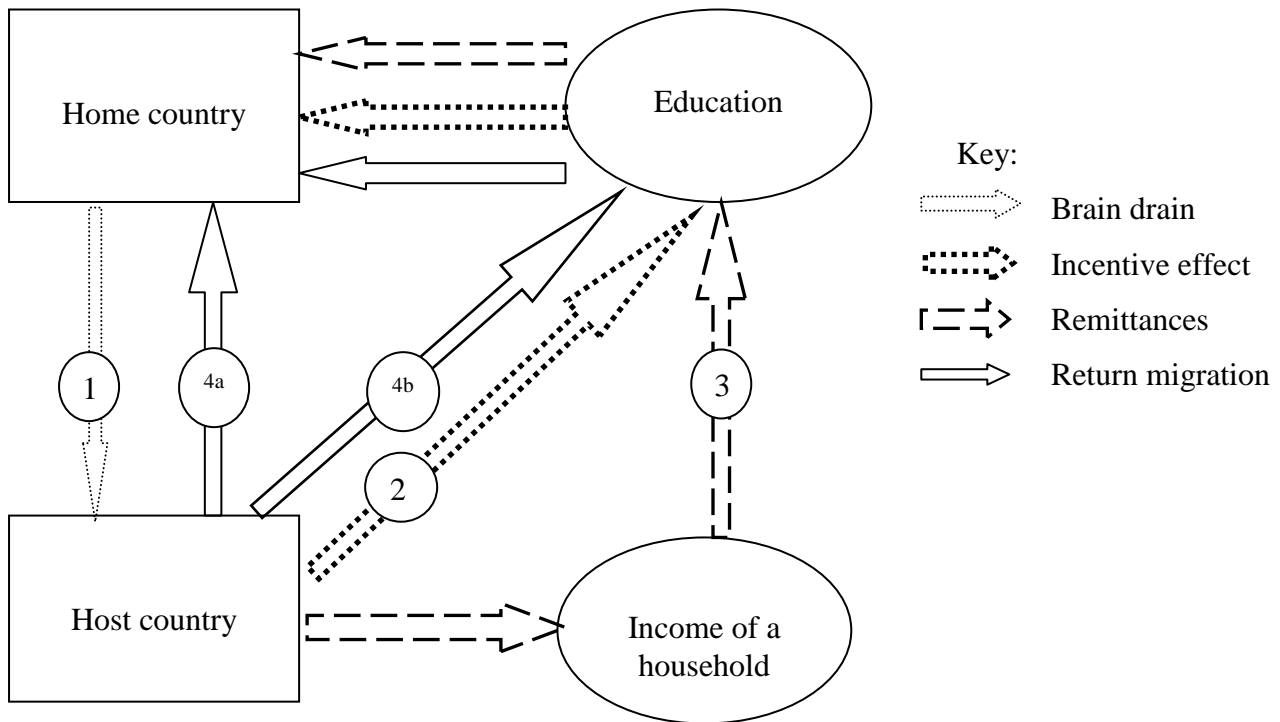 Home country
Education
Key:
Brain drain
Incentive effect
Remittances
Return migration
1
4a
4b
3
2
Host country
Income of a
household